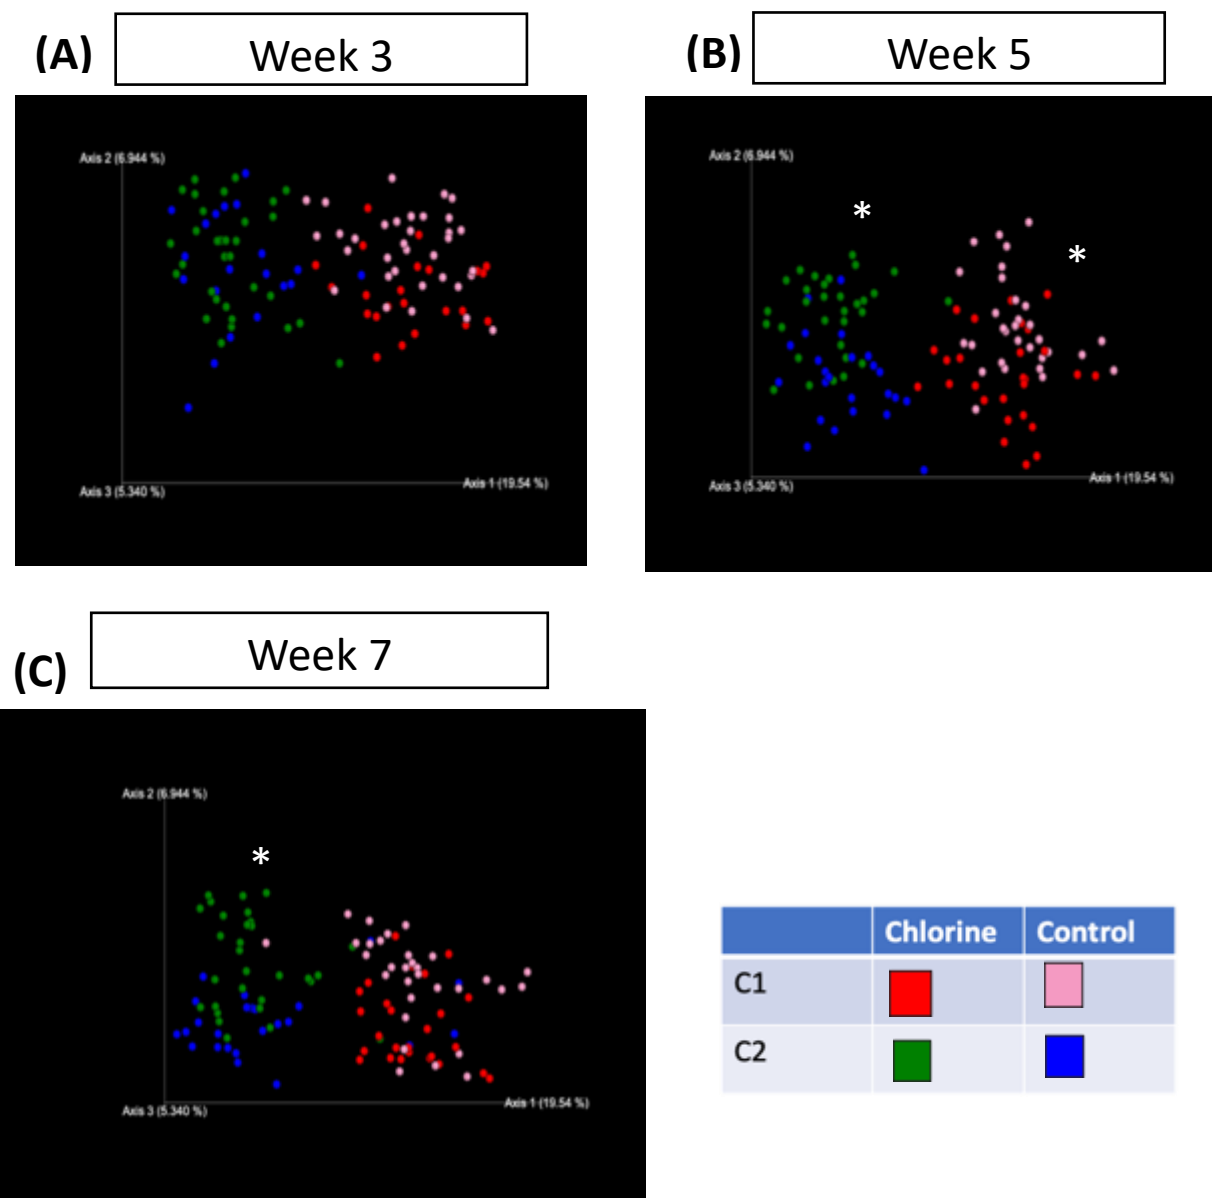 (A) Week 3
(B) Week 5
Axis 2 (6.944 %)
*
*
Axis 1 (19.54 %)
Axis 3 (5.340 %)
Axis 2 (6.944 %)
Axis 1 (19.54 %)
Axis 3 (5.340 %)
(C) Week 7
Axis 2 (6.944 %)
*
Axis 1 (19.54 %)
Axis 3 (5.340 %)
Chlorine Control
C1
C2